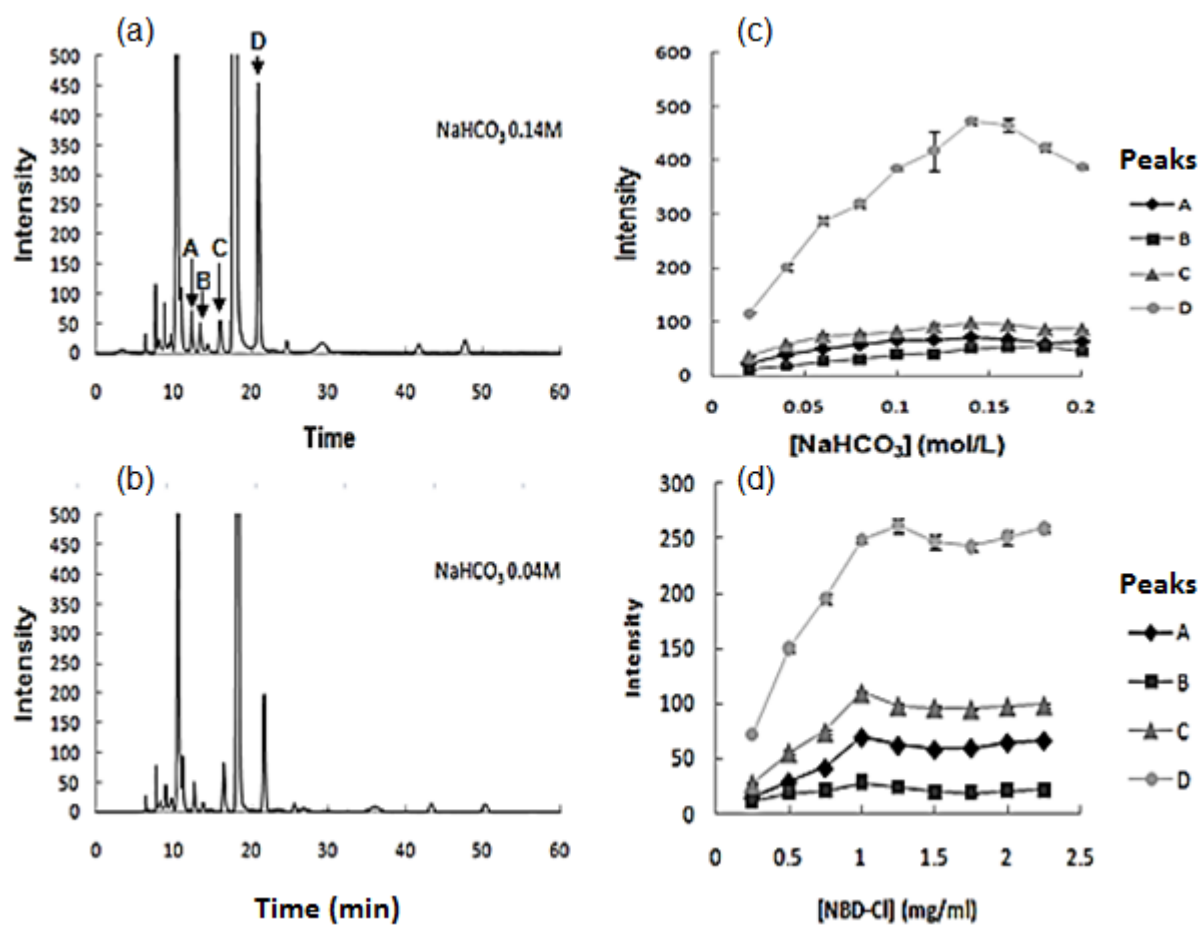 (a)
D
500
450
400
350
300
250
200
150
100
50
0
A
B
C
NaHCO3 0.14M
Intensity
0 10 20 30 40 50 60
Time
(b)
500
450
400
350
300
250
200
150
100
50
0
NaHCO3 0.04M
Intensity
0 10 20 30 40 50 60
Time (min)
(c)
600
500
400
300
200
100
0
Intensity
0 0.05 0.1 0.15 0.2
[NaHCO3] (mol/L)
Peaks
A
B
C
D
(d)
300
250
200
150
100
50
0
Intensity
0 0.5 1 1.5 2 2.5
[NBD-Cl] (mg/ml)
Peaks
A
B
C
D